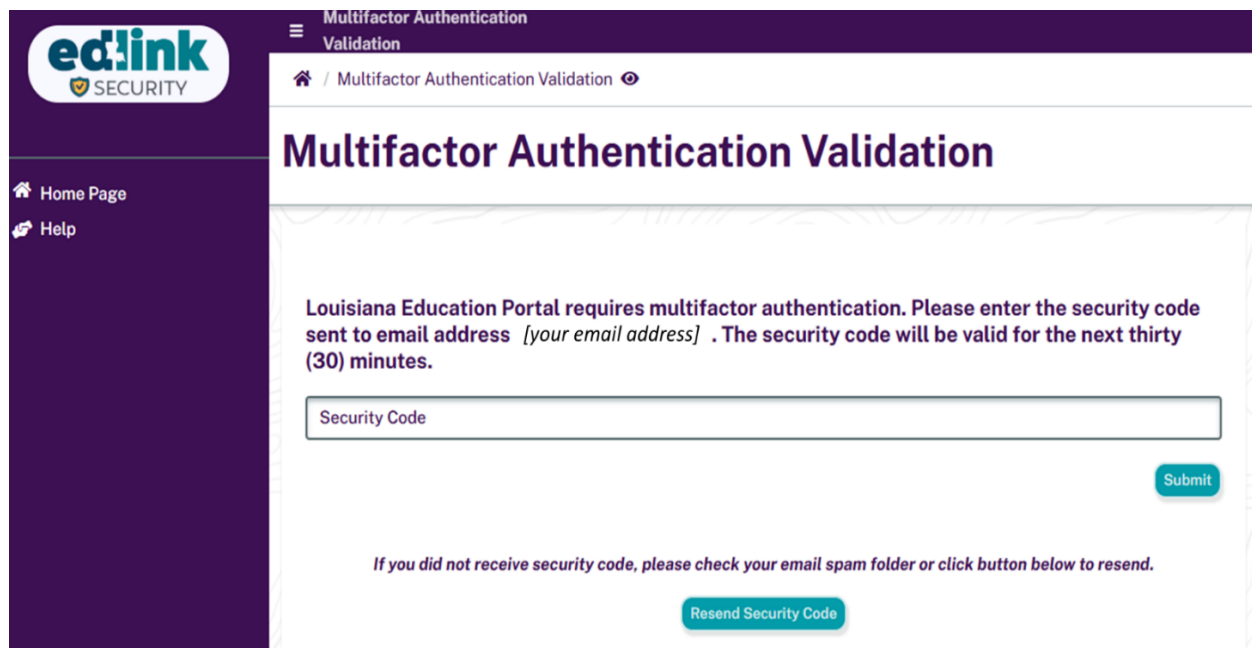 edlink
SECURITY
Home Page
Help
Multifactor Authentication
Validation
/ Multifactor Authentication Validation
Multifactor Authentication Validation
Louisiana Education Portal requires multifactor authentication. Please enter the security code
sent to email address [your email address] . The security code will be valid for the next thirty
(30) minutes.
Security Code
Submit
If you did not receive security code, please check your email spam folder or click button below to resend.
Resend Security Code